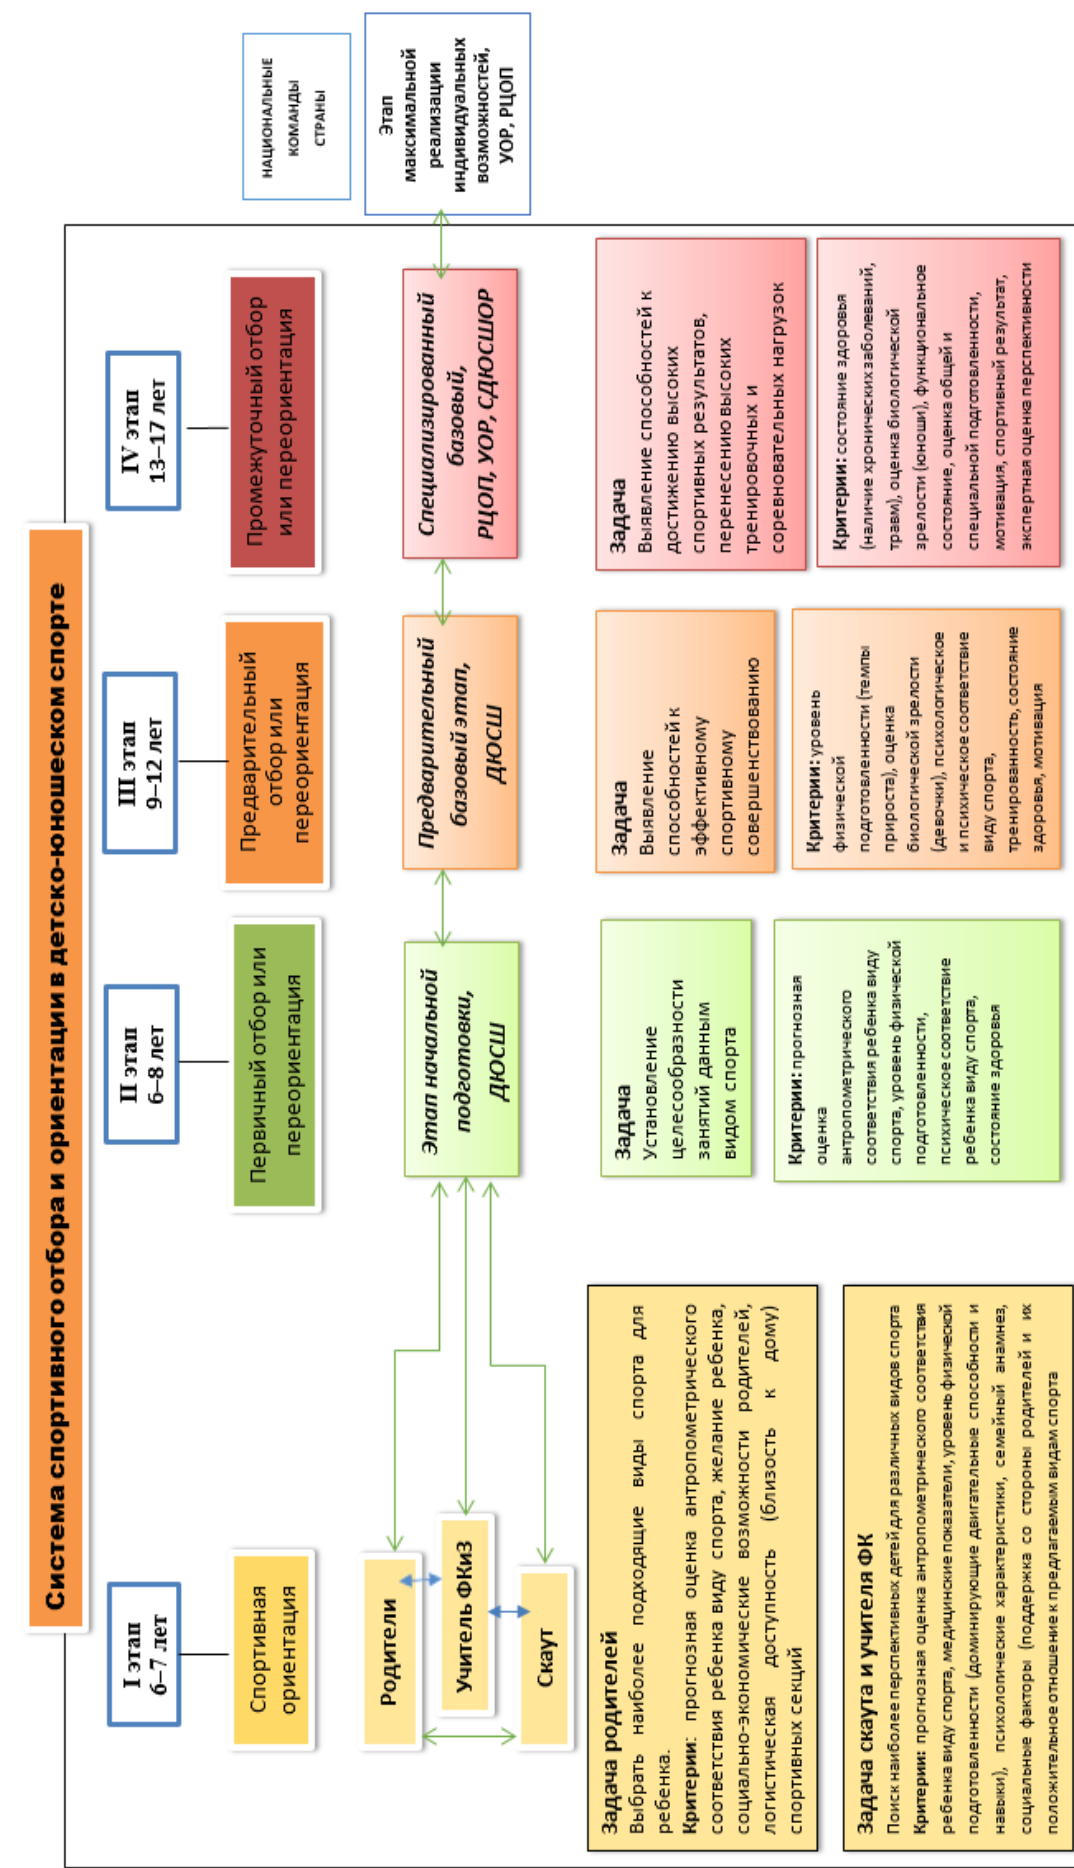 Система спортивного отбора и ориентации в детско-юношеском спорте
I этап
6–7 лет
II этап
6–8 лет
III этап
9–12 лет
IV этап
13–17 лет
Спортивная
ориентация
Первичный отбор или
переориентация
Предварительный
отбор или
переориентация
Промежуточный отбор
или переориентация
НАЦИОНАЛЬНЫЕ
КОМАНДЫ
СТРАНЫ
Родители
Учитель ФКиЗ
Скаут
Этап начальной
подготовки,
ДЮСШ
Предварительный
базовый этап,
ДЮСШ
Специализированный
базовый,
РЦОП, УОР, СДЮСШОР
Этап
максимальной
реализации
индивидуальных
возможностей,
УОР, РЦОП
Задача родителей
Выбрать наиболее подходящие виды спорта для
ребенка.
Критерии: прогнозная оценка антропометрического
соответствия ребенка виду спорта, желание ребенка,
социально-экономические возможности родителей,
логистическая доступность (близость к дому)
спортивных секций
Задача
Установление
целесообразности
занятий данным
видом спорта
Задача
Выявление
способностей к
эффективному
спортивному
совершенствованию
Задача
Выявление способностей к
достижению высоких
спортивных результатов,
перенесению высоких
тренировочных и
соревновательных нагрузок
Задача скаута и учителя ФК
Поиск наиболее перспективных детей для различных видов спорта
Критерии: прогнозная оценка антропометрического соответствия
ребенка виду спорта, медицинские показатели, уровень физической
подготовленности (доминирующие двигательные способности и
навыки), психологические характеристики, семейный анамнез,
социальные факторы (поддержка со стороны родителей и их
положительное отношение к предлагаемым видам спорта
Критерии: прогнозная
оценка
антропометрического
соответствия ребенка виду
спорта, уровень физической
подготовленности,
психическое соответствие
ребенка виду спорта,
состояние здоровья
Критерии: уровень
физической
подготовленности (темпы
прироста), оценка
биологической зрелости
(девочки), психологическое
и психическое соответствие
виду спорта,
тренированность, состояние
здоровья, мотивация
Критерии: состояние здоровья
(наличие хронических заболеваний,
травм), оценка биологической
зрелости (юноши), функциональное
состояние, оценка общей и
специальной подготовленности,
мотивация, спортивный результат,
экспертная оценка перспективности